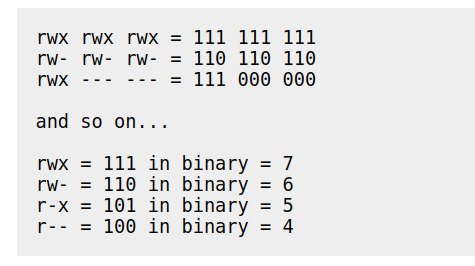 rwx rwx rwx = 111 111 111
rw- rw- rw- = 110 110 110
rwx --- --- = 111 000 000
and so on...
rwx = 111 in binary = 7
rw- = 110 in binary = 6
r-x = 101 in binary = 5
r-- = 100 in binary = 4